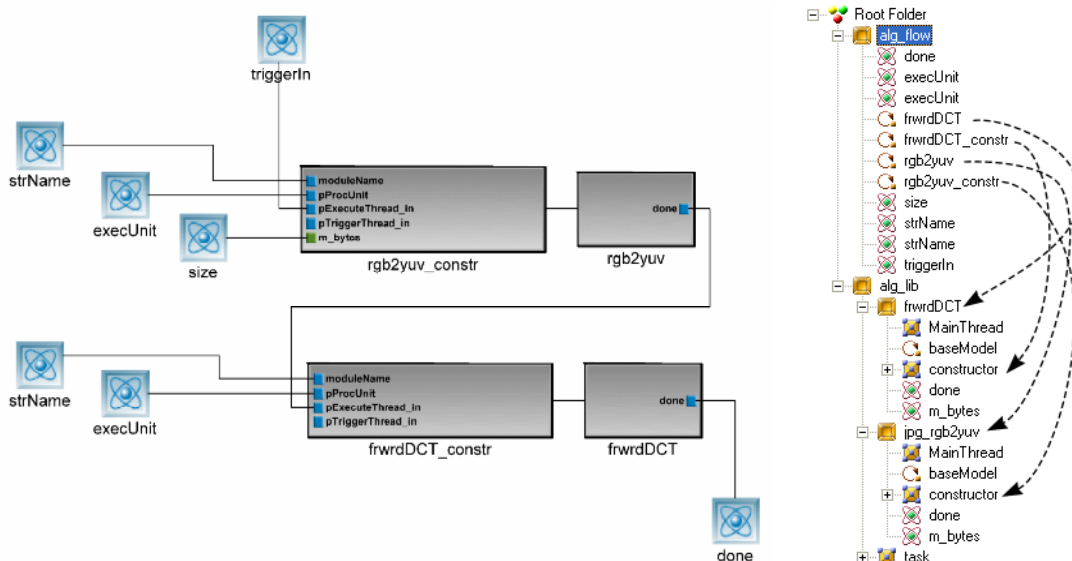 triggerIn
strName
execUnit
size
moduleName
pProcUnit
pExecuteThread_in
pTriggerThread_in
m_bytes
rgb2yuv_constr
done
rgb2yuv
strName
execUnit
moduleName
pProcUnit
pExecuteThread_in
pTriggerThread_in
frwrdDCT_constr
done
frwrdDCT
done
Root Folder
alg_flow
done
execUnit
execUnit
frwrdDCT
frwrdDCT_constr
rgb2yuv
rgb2yuv_constr
size
strName
strName
triggerIn
alg_lib
frwrdDCT
MainThread
baseModel
constructor
done
m_bytes
jpg_rgb2yuv
MainThread
baseModel
constructor
done
m_bytes
task